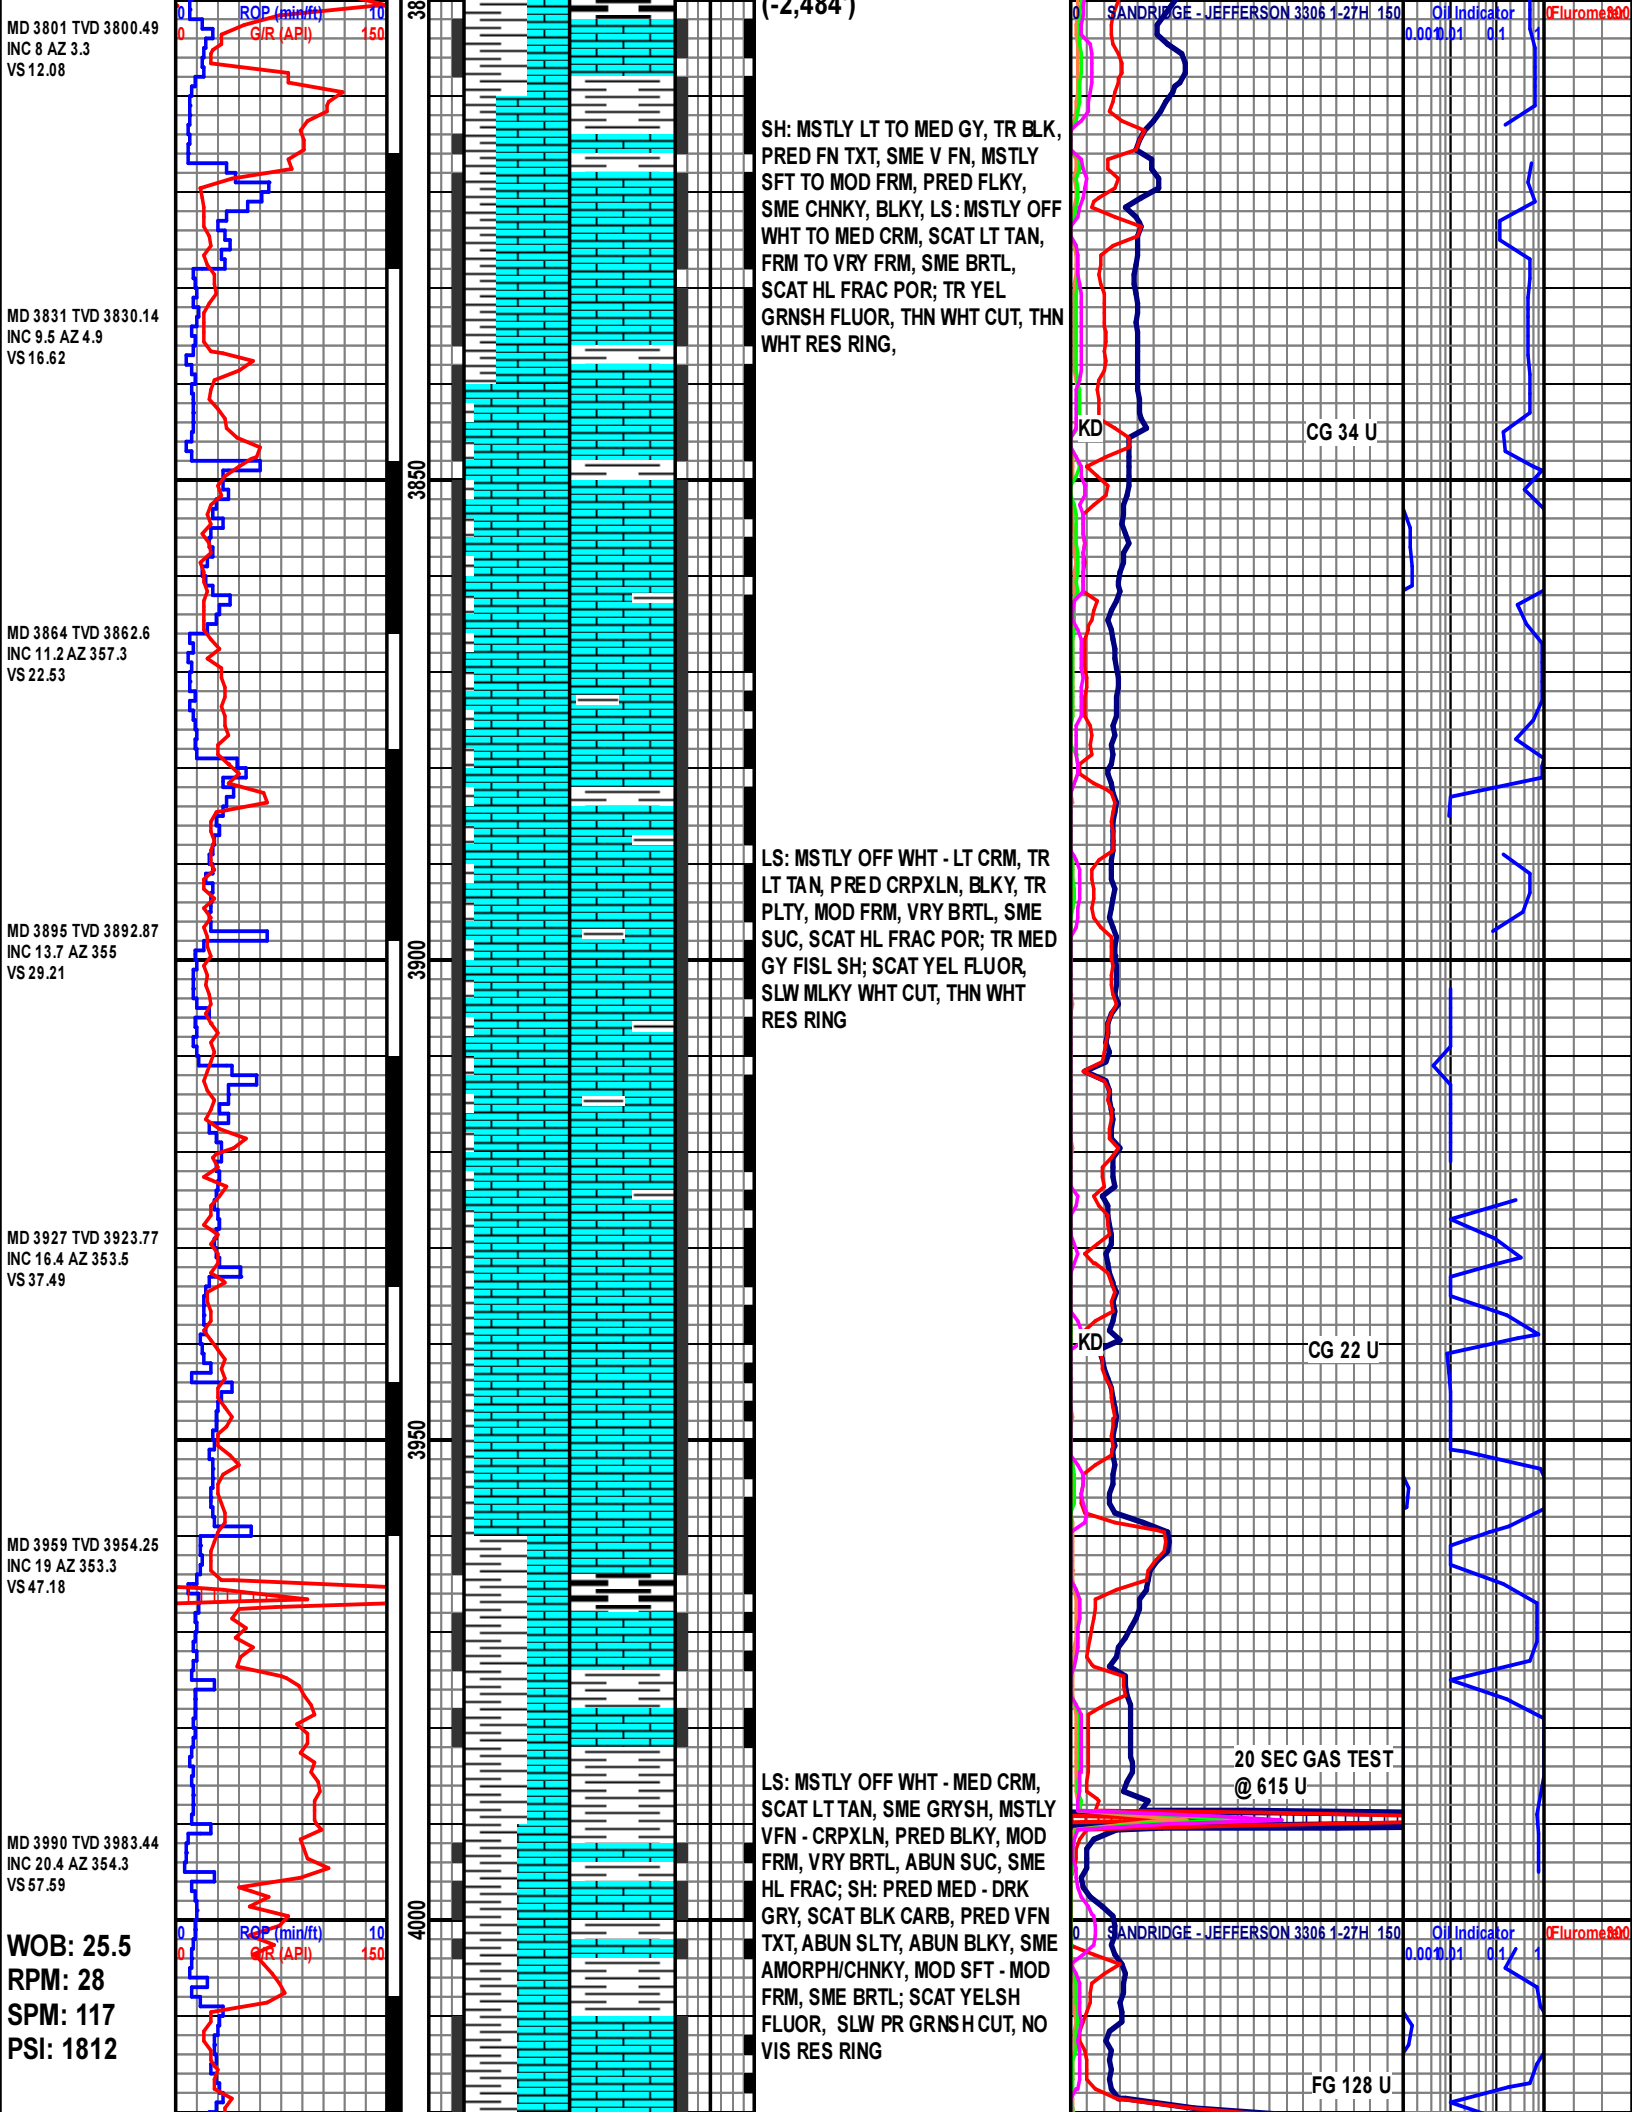 ROP (min/ft)
0 10
G/R (API)
0 150
38
(-2,484')
0 SANDRIDGE - JEFFERSON 3306 1-27H 150
Oil Indicator
0.001 0.01 0.1 1
MD 3801 TVD 3800.49
INC 8 AZ 3.3
VS 12.08
SH: MSTLY LT TO MED GY, TR BLK,
PRED FN TXT, SME V FN, MSTLY
SFT TO MOD FRM, PRED FLKY,
SME CHNKY, BLKY, LS: MSTLY OFF
WHT TO MED CRM, SCAT LT TAN,
FRM TO VRY FRM, SME BRTL,
SCAT HL FRAC POR; TR YEL
GRNSH FLUOR, THN WHT CUT, THN
WHT RES RING,
MD 3831 TVD 3830.14
INC 9.5 AZ 4.9
VS 16.62
KD
CG 34 U
3850
MD 3864 TVD 3862.6
INC 11.2 AZ 357.3
VS 22.53
LS: MSTLY OFF WHT - LT CRM, TR
LT TAN, PRED CRPXLN, BLKY, TR
PLTY, MOD FRM, VRY BRTL, SME
SUC, SCAT HL FRAC POR; TR MED
GY FISL SH; SCAT YEL FLUOR,
SLW MLKY WHT CUT, THN WHT
RES RING
MD 3895 TVD 3892.87
INC 13.7 AZ 355
VS 29.21
3900
MD 3927 TVD 3923.77
INC 16.4 AZ 353.5
VS 37.49
KD
CG 22 U
3950
MD 3959 TVD 3954.25
INC 19 AZ 353.3
VS 47.18
20 SEC GAS TEST
@ 615 U
LS: MSTLY OFF WHT - MED CRM,
SCAT LT TAN, SME GRYSH, MSTLY
VFN - CRPXLN, PRED BLKY, MOD
FRM, VRY BRTL, ABUN SUC, SME
HL FRAC; SH: PRED MED - DRK
GRY, SCAT BLK CARB, PRED VFN
TXT, ABUN SLTY, ABUN BLKY, SME
AMORPH/CHNKY, MOD SFT - MOD
FRM, SME BRTL; SCAT YELSH
FLUOR, SLW PR GRNSH CUT, NO
VIS RES RING
MD 3990 TVD 3983.44
INC 20.4 AZ 354.3
VS 57.59
4000
ROP (min/ft)
0 10
G/R (API)
0 150
0 SANDRIDGE - JEFFERSON 3306 1-27H 150
Oil Indicator
0.001 0.01 0.1 1
WOB: 25.5
RPM: 28
SPM: 117
PSI: 1812
FG 128 U